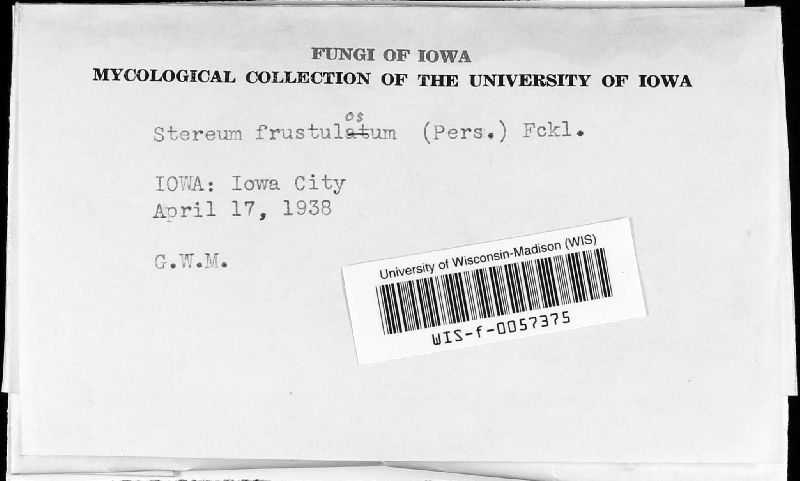 FUNGI OF IOWA
MYCOLOGICAL COLLECTION OF THE UNIVERSITY OF IOWA
os
Stereum frustulatum (Pers.) Fckl.
IOWA: Iowa City
April 17, 1938
G.W.M.
University of Wisconsin-Madison (WIS)
WIS-f-0057375